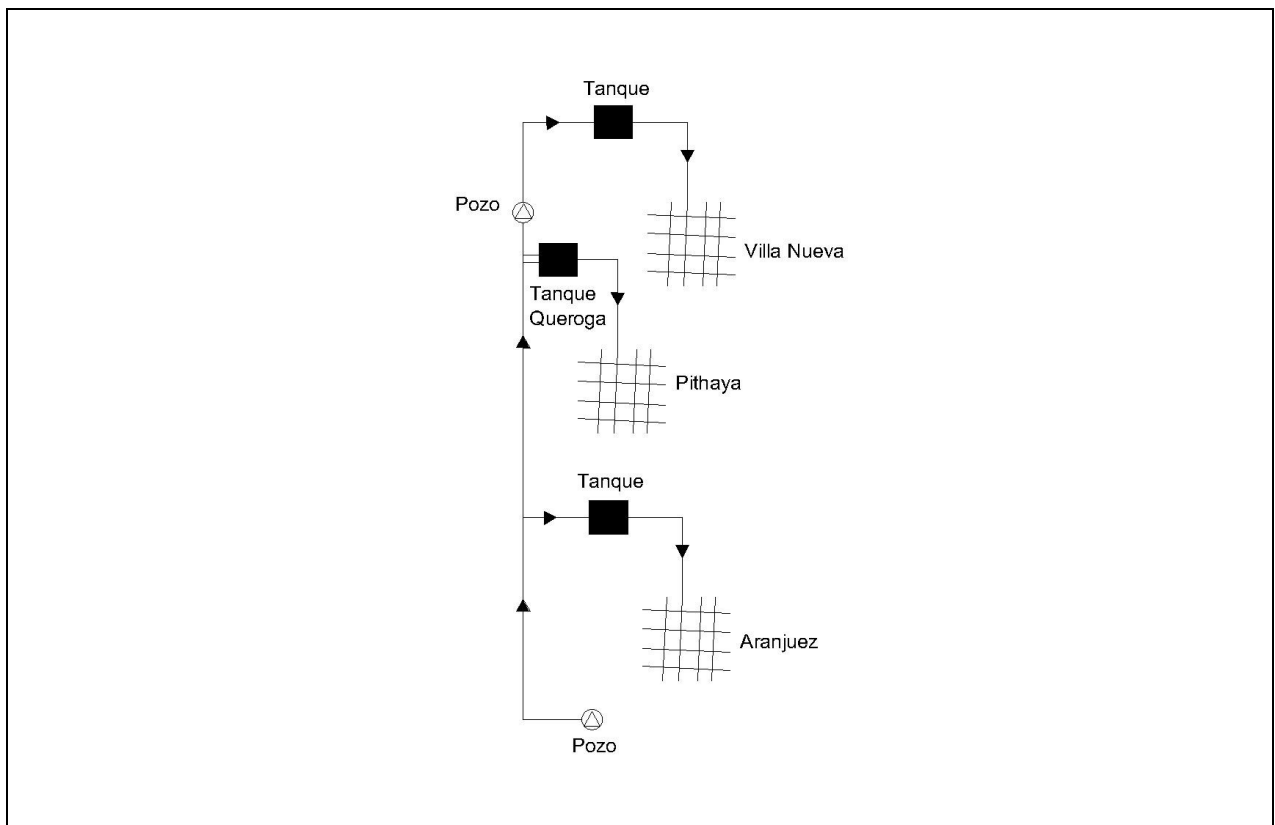 Tanque
Pozo
Villa Nueva
Tanque
Queroga
Pithaya
Tanque
Aranjuez
Pozo